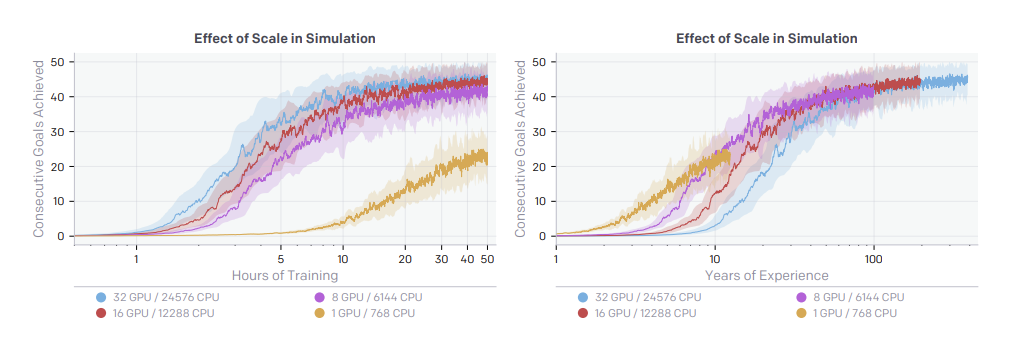 Effect of Scale in Simulation
Consecutive Goals Achieved
50
40
30
20
10
0
1
5
10
20
30
40
50
Hours of Training
32 GPU / 24576 CPU
8 GPU / 6144 CPU
16 GPU / 12288 CPU
1 GPU / 768 CPU
Effect of Scale in Simulation
Consecutive Goals Achieved
50
40
30
20
10
0
1
10
100
Years of Experience
32 GPU / 24576 CPU
8 GPU / 6144 CPU
16 GPU / 12288 CPU
1 GPU / 768 CPU